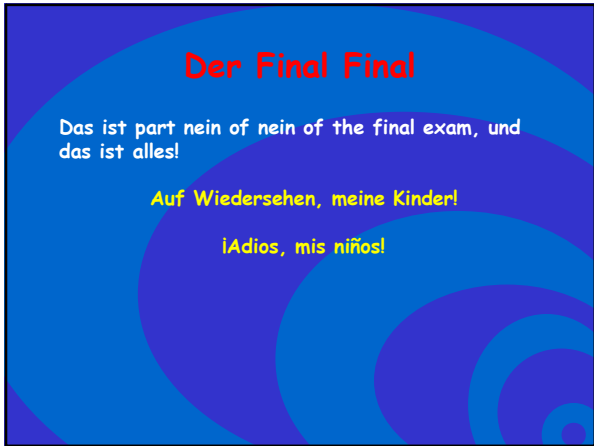 Der Final Final
Das ist part nein of nein of the final exam, und
das ist alles!
Auf Wiedersehen, meine Kinder!
¡Adios, mis niños!